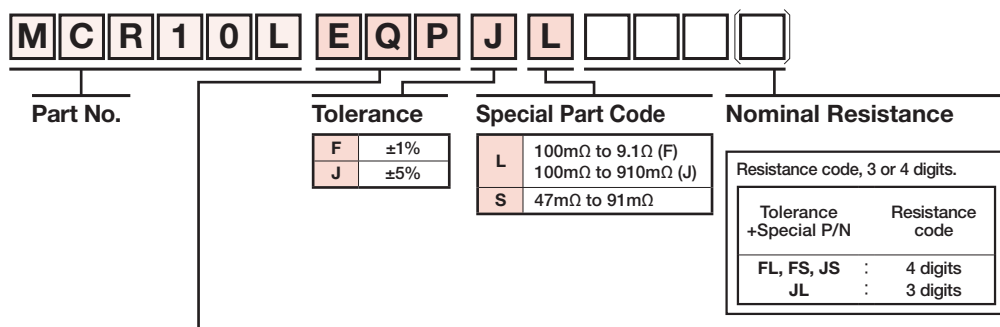 MCR10L EQP J L
Part No.
Tolerance
F ±1%
J ±5%
Special Part Code
L 100mΩ to 9.1Ω (F)
100mΩ to 910mΩ (J)
S 47mΩ to 91mΩ
Nominal Resistance
Resistance code, 3 or 4 digits.
Tolerance
+Special P/N
Resistance
code
FL, FS, JS : 4 digits
JL : 3 digits